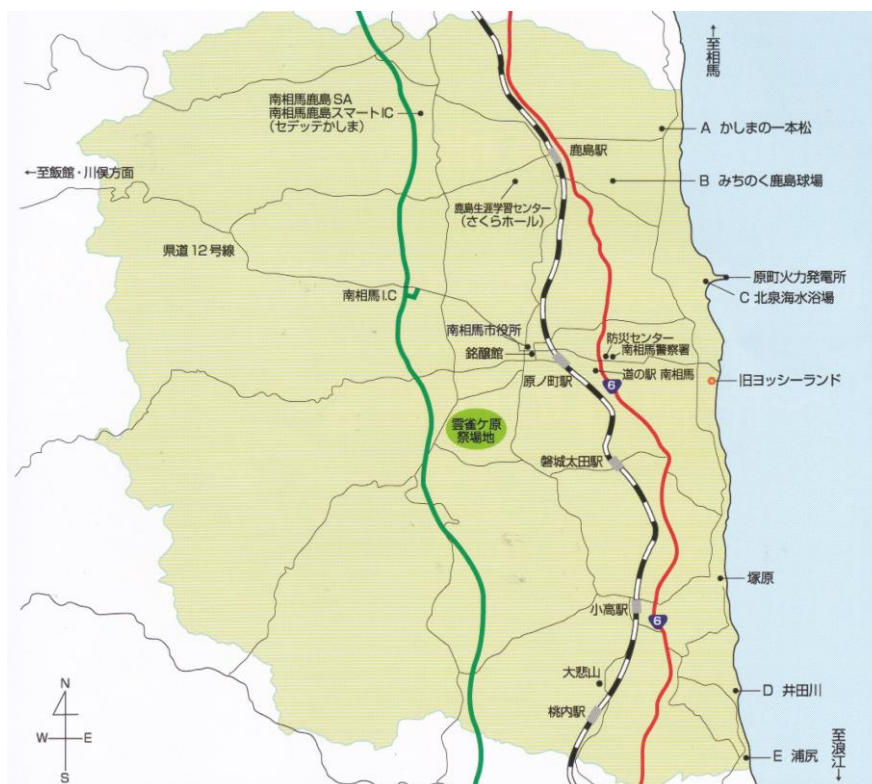 ↑至相馬
南相馬鹿島SA
南相馬鹿島スマートIC
(セデッテかしま)
A かしまの一本松
鹿島駅
←至飯館・川俣方面
B みちのく鹿島球場
鹿島生涯学習センター
(さくらホール)
県道12号線
原町火力発電所
南相馬I.C
C 北泉海水浴場
南相馬市役所
防災センター
銘醸館
南相馬警察署
原ノ町駅
道の駅 南相馬
6
旧ヨッシーランド
雲雀ケ原
祭場地
磐城太田駅
塚原
小高駅
6
大悲山
D 井田川
桃内駅
N
W
E
S
至浪江↓
E 浦尻